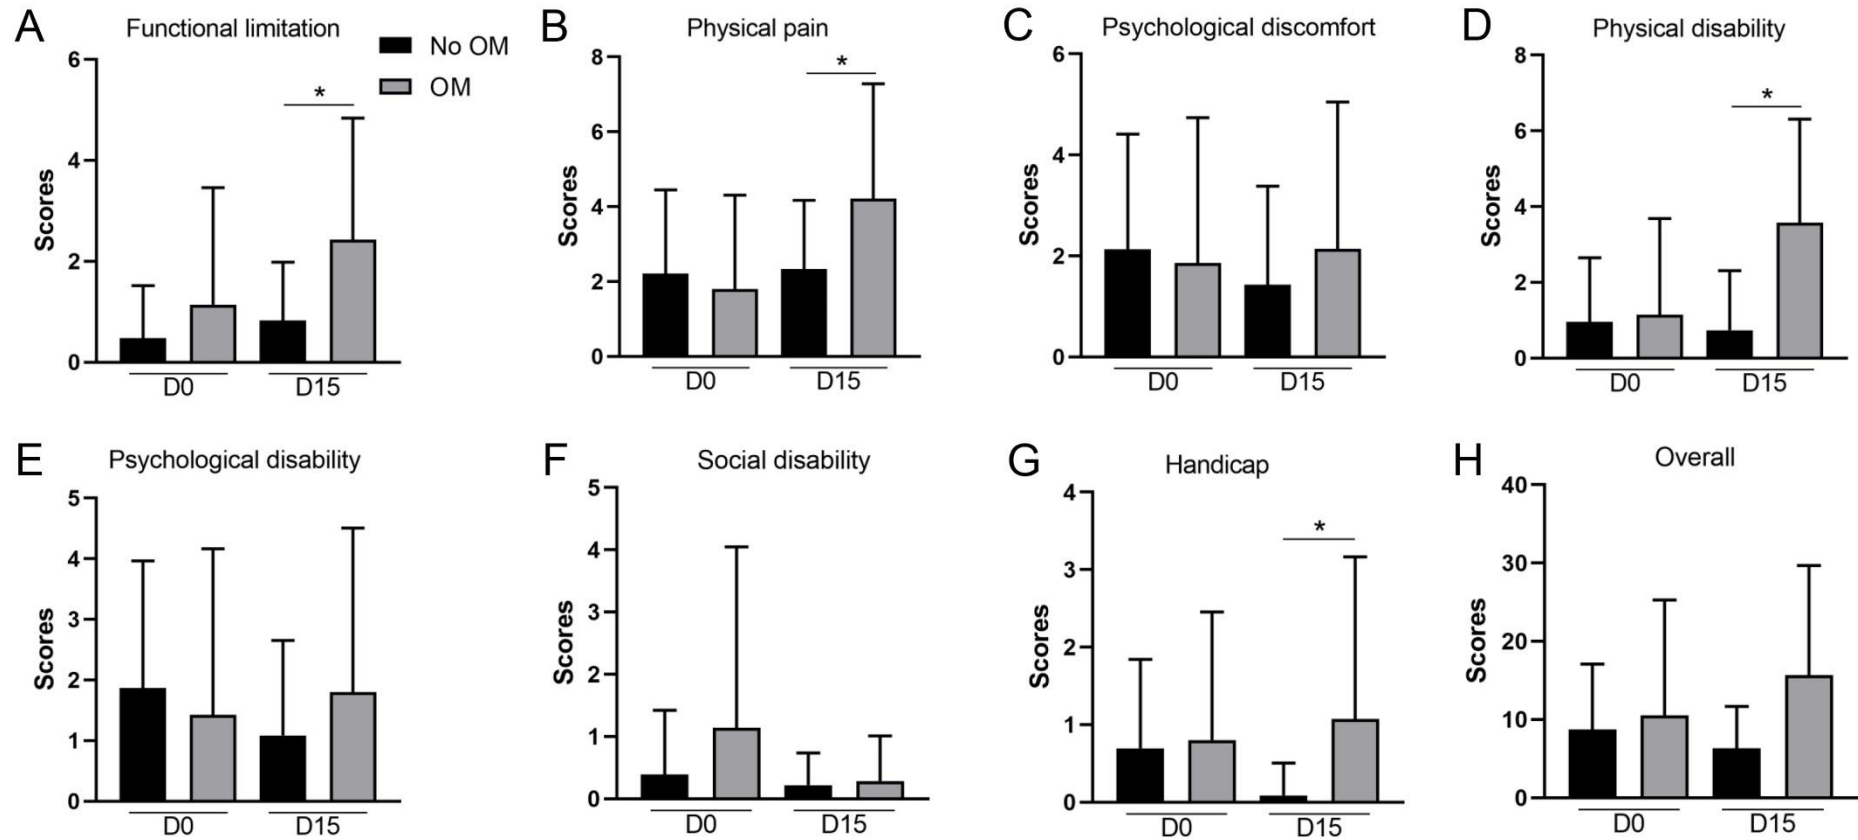 A
Functional limitation
No OM
OM
*
Scores
6
4
2
0
D0
D15
B
Physical pain
*
Scores
8
6
4
2
0
D0
D15
C
Psychological discomfort
Scores
6
4
2
0
D0
D15
D
Physical disability
*
Scores
8
6
4
2
0
D0
D15
E
Psychological disability
Scores
5
4
3
2
1
0
D0
D15
F
Social disability
Scores
5
4
3
2
1
0
D0
D15
G
Handicap
*
Scores
4
3
2
1
0
D0
D15
H
Overall
Scores
40
30
20
10
0
D0
D15